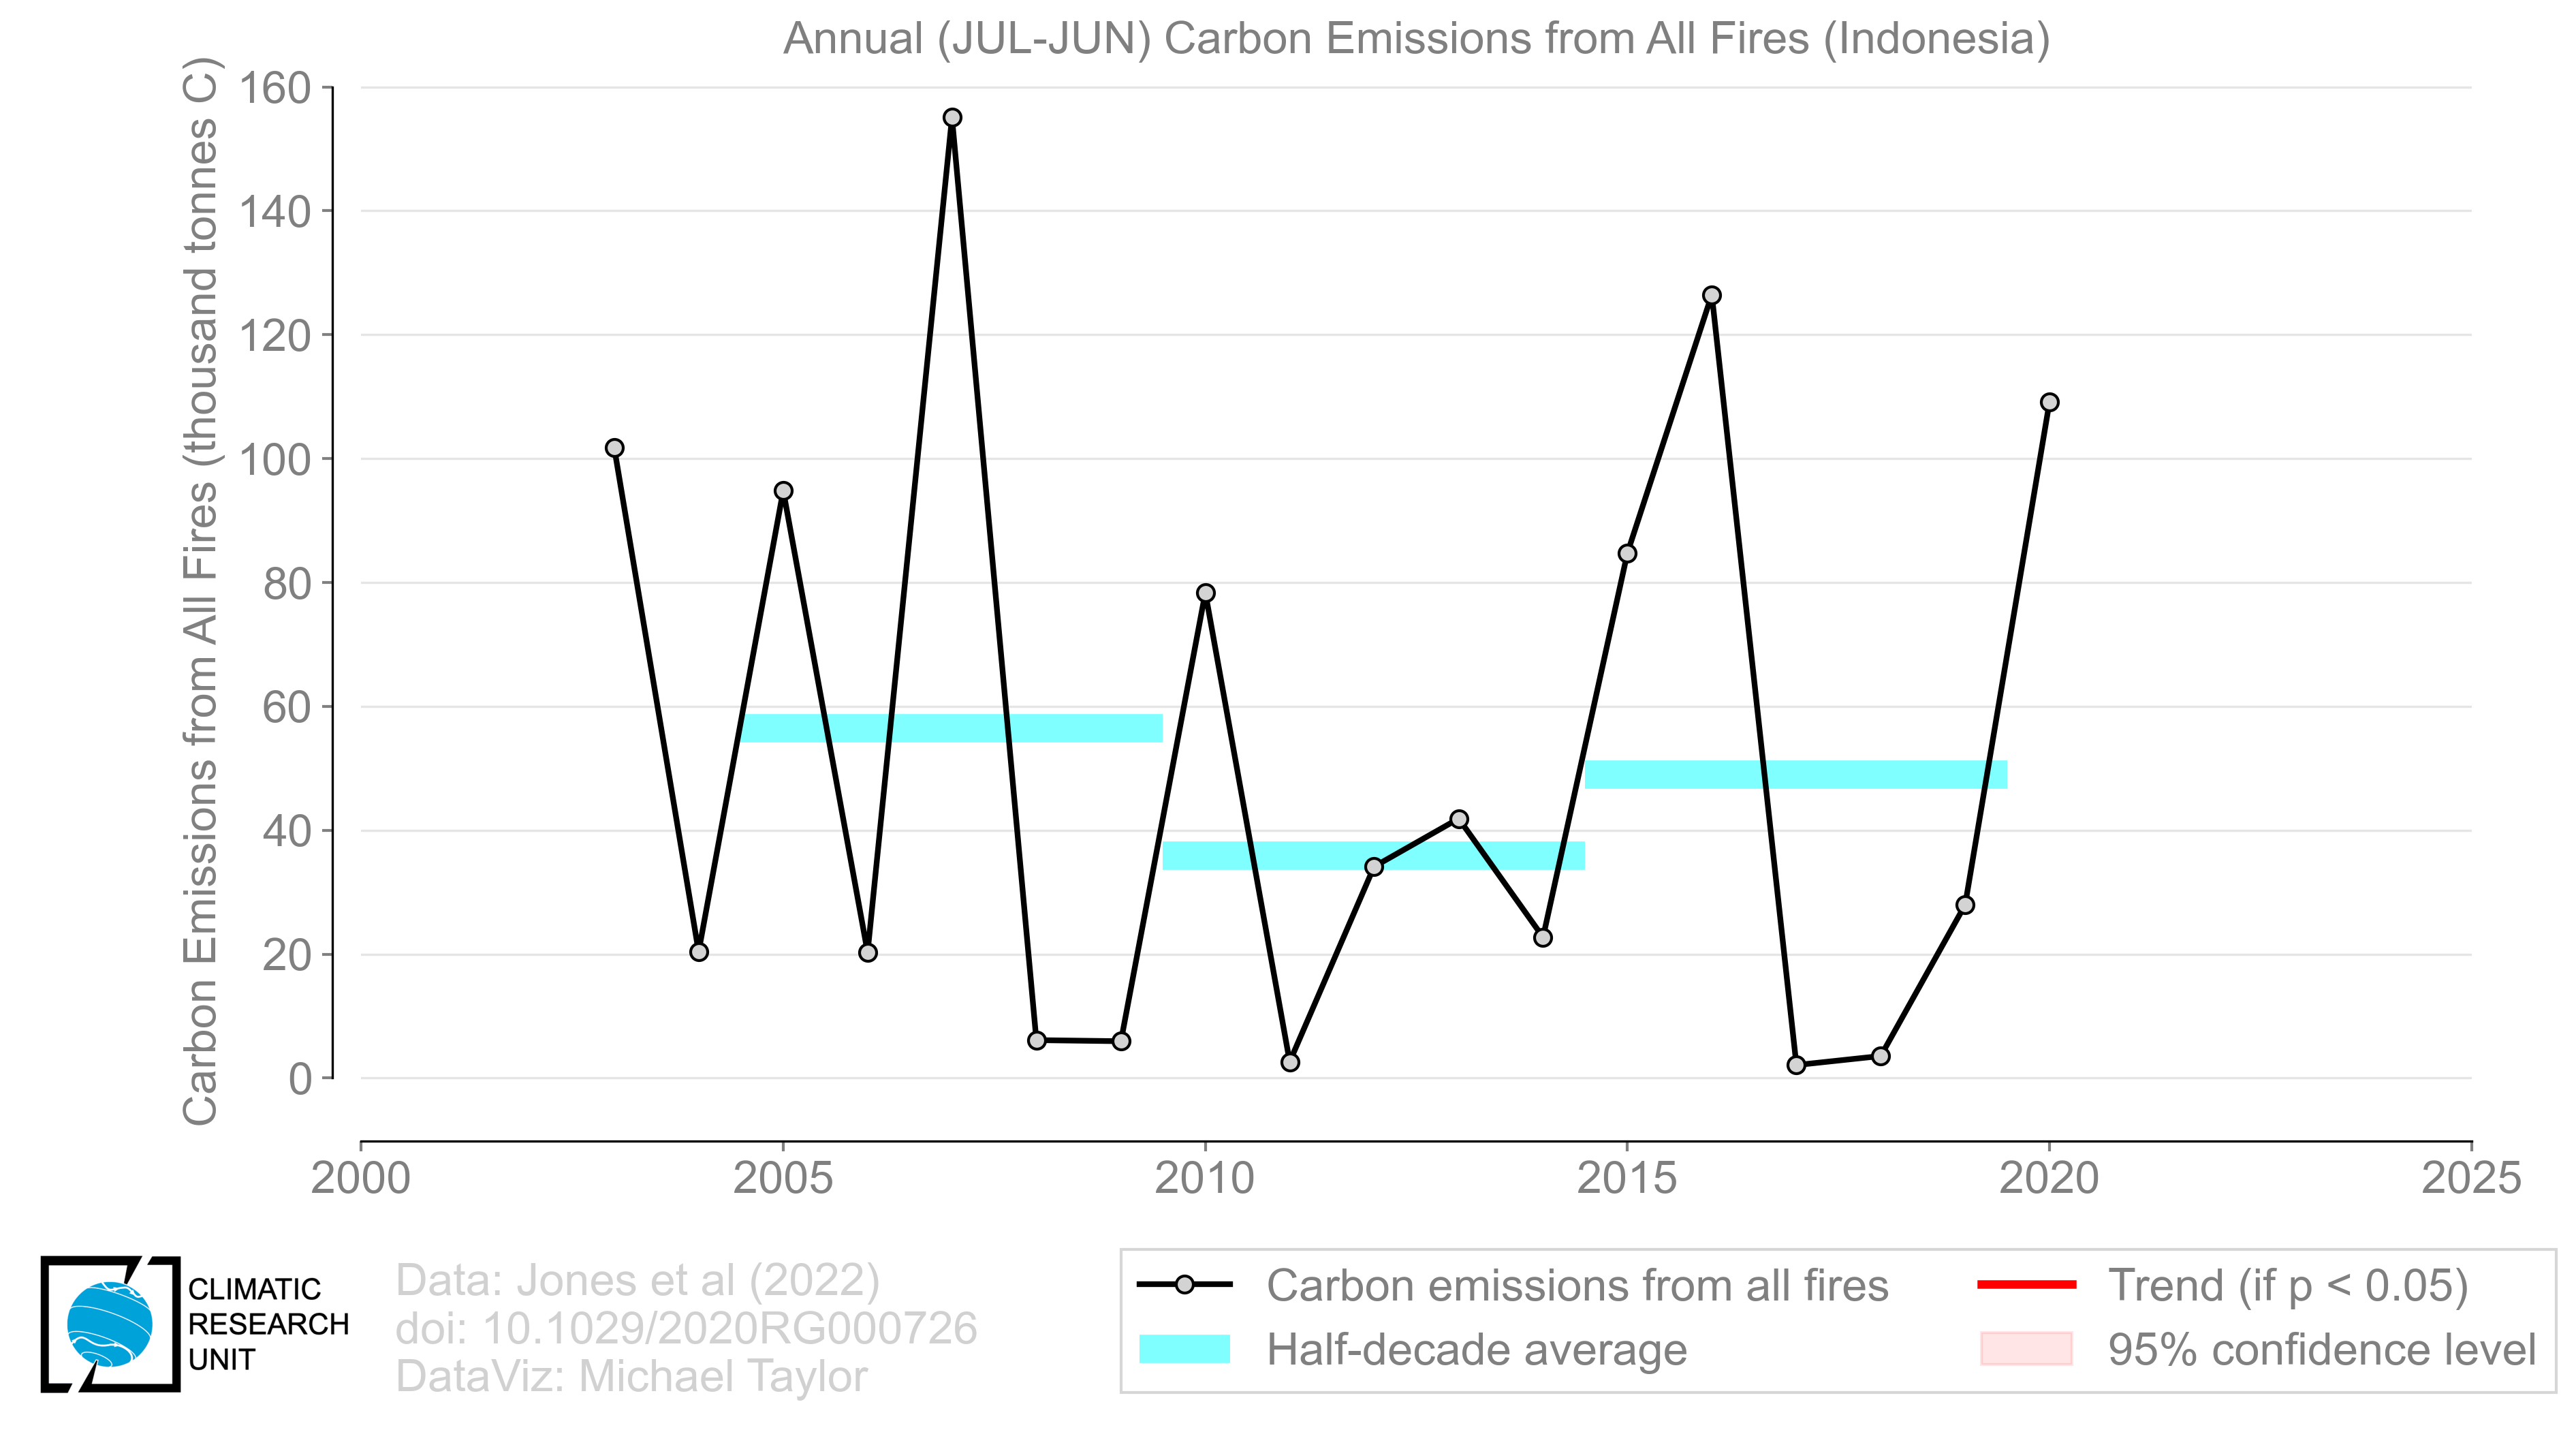 Annual (JUL-JUN) Carbon Emissions from All Fires (Indonesia)
Carbon Emissions from All Fires (thousand tonnes C)
160
140
120
100
80
60
40
20
0
2000 2005 2010 2015 2020 2025
CLIMATIC
RESEARCH
UNIT
Data: Jones et al (2022)
doi: 10.1029/2020RG000726
DataViz: Michael Taylor
Carbon emissions from all fires
Half-decade average
Trend (if p < 0.05)
95% confidence level